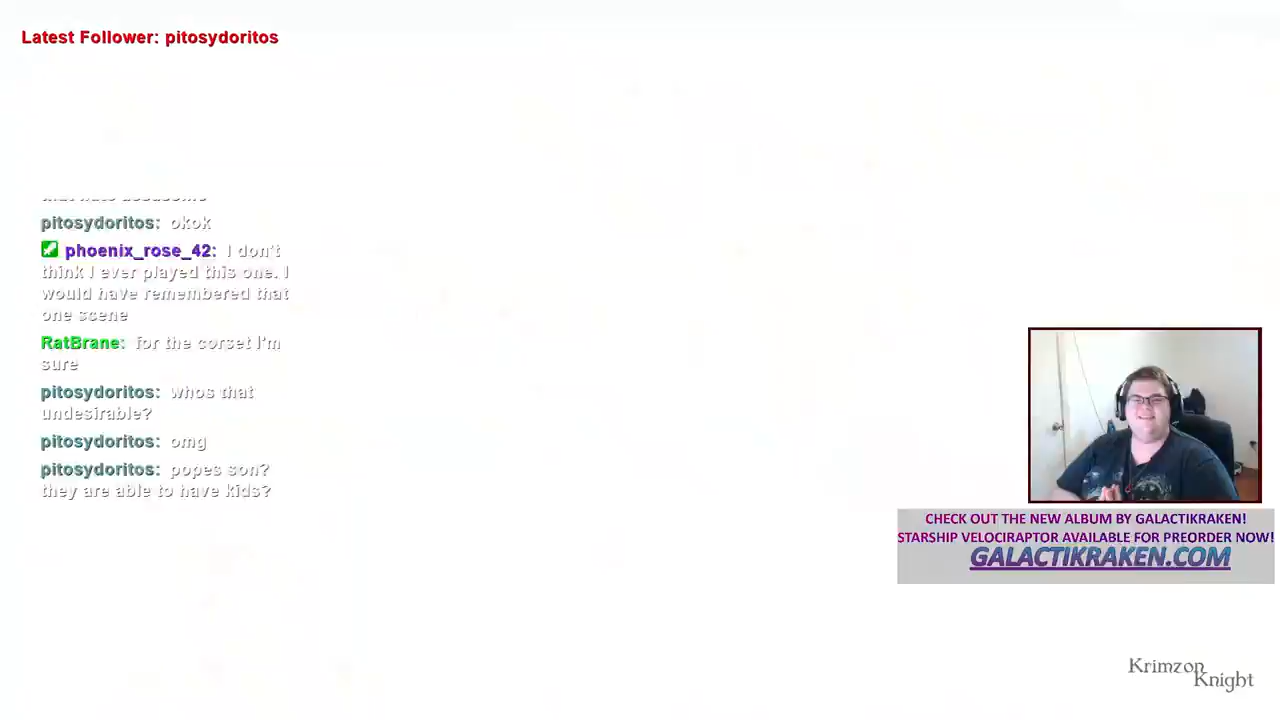 Latest Follower: pitosydoritos
pitosydoritos: okok
phoenix_rose_42: I don't
think I ever played this one. I
would have remembered that
one scene
RatBrane: for the corset I'm
sure
pitosydoritos: whos that
undesirable?
pitosydoritos: omg
pitosydoritos: popes son?
they are able to have kids?
CHECK OUT THE NEW ALBUM BY GALACTIKRAKEN!
STARSHIP VELOCIRAPTOR AVAILABLE FOR PREORDER NOW!
GALACTIKRAKEN.COM
Krimzon
Knight